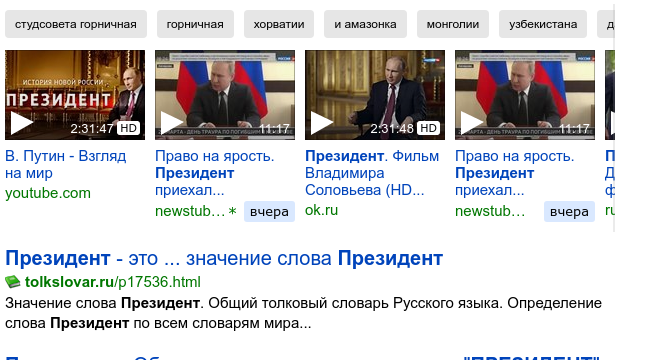 студсовета горничная
горничная
хорватии
и амазонка
монголии
узбекистана
ИСТОРИЯ НОВОЙ РОССИИ
ПРЕЗИДЕНТ
2:31:47 HD
11:17
2:31:48 HD
11:17
В. Путин - Взгляд
на мир
youtube.com
Право на ярость.
Президент
приехал...
newstub… *
вчера
Президент. Фильм
Владимира
Соловьева (HD...
ok.ru
Право на ярость.
Президент
приехал...
newstub…
вчера
Президент - это ... значение слова Президент
tolkslovar.ru/p17536.html
Значение слова Президент. Общий толковый словарь Русского языка. Определение
слова Президент по всем словарям мира...